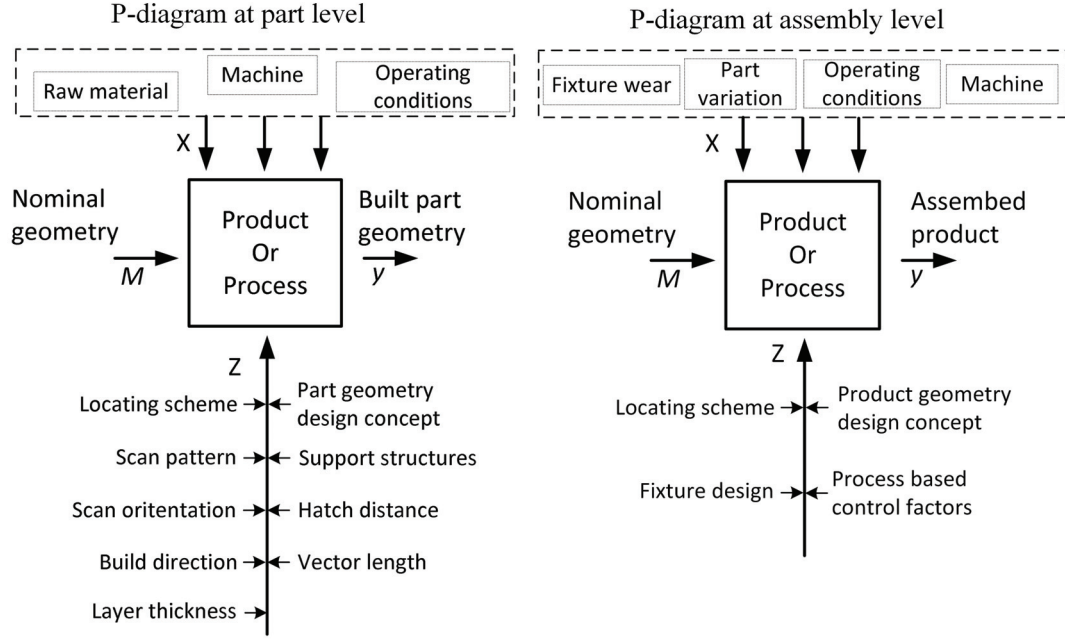 P-diagram at part level
Raw material
Machine
Operating
conditions
X
Nominal
geometry
M
Product
Or
Process
Built part
geometry
y
Z
Locating scheme
Part geometry
design concept
Scan pattern
Support structures
Scan oritentation
Hatch distance
Build direction
Vector length
Layer thickness
P-diagram at assembly level
Fixture wear
Part
variation
Operating
conditions
Machine
X
Nominal
geometry
M
Product
Or
Process
Assembed
product
y
Z
Locating scheme
Product geometry
design concept
Fixture design
Process based
control factors